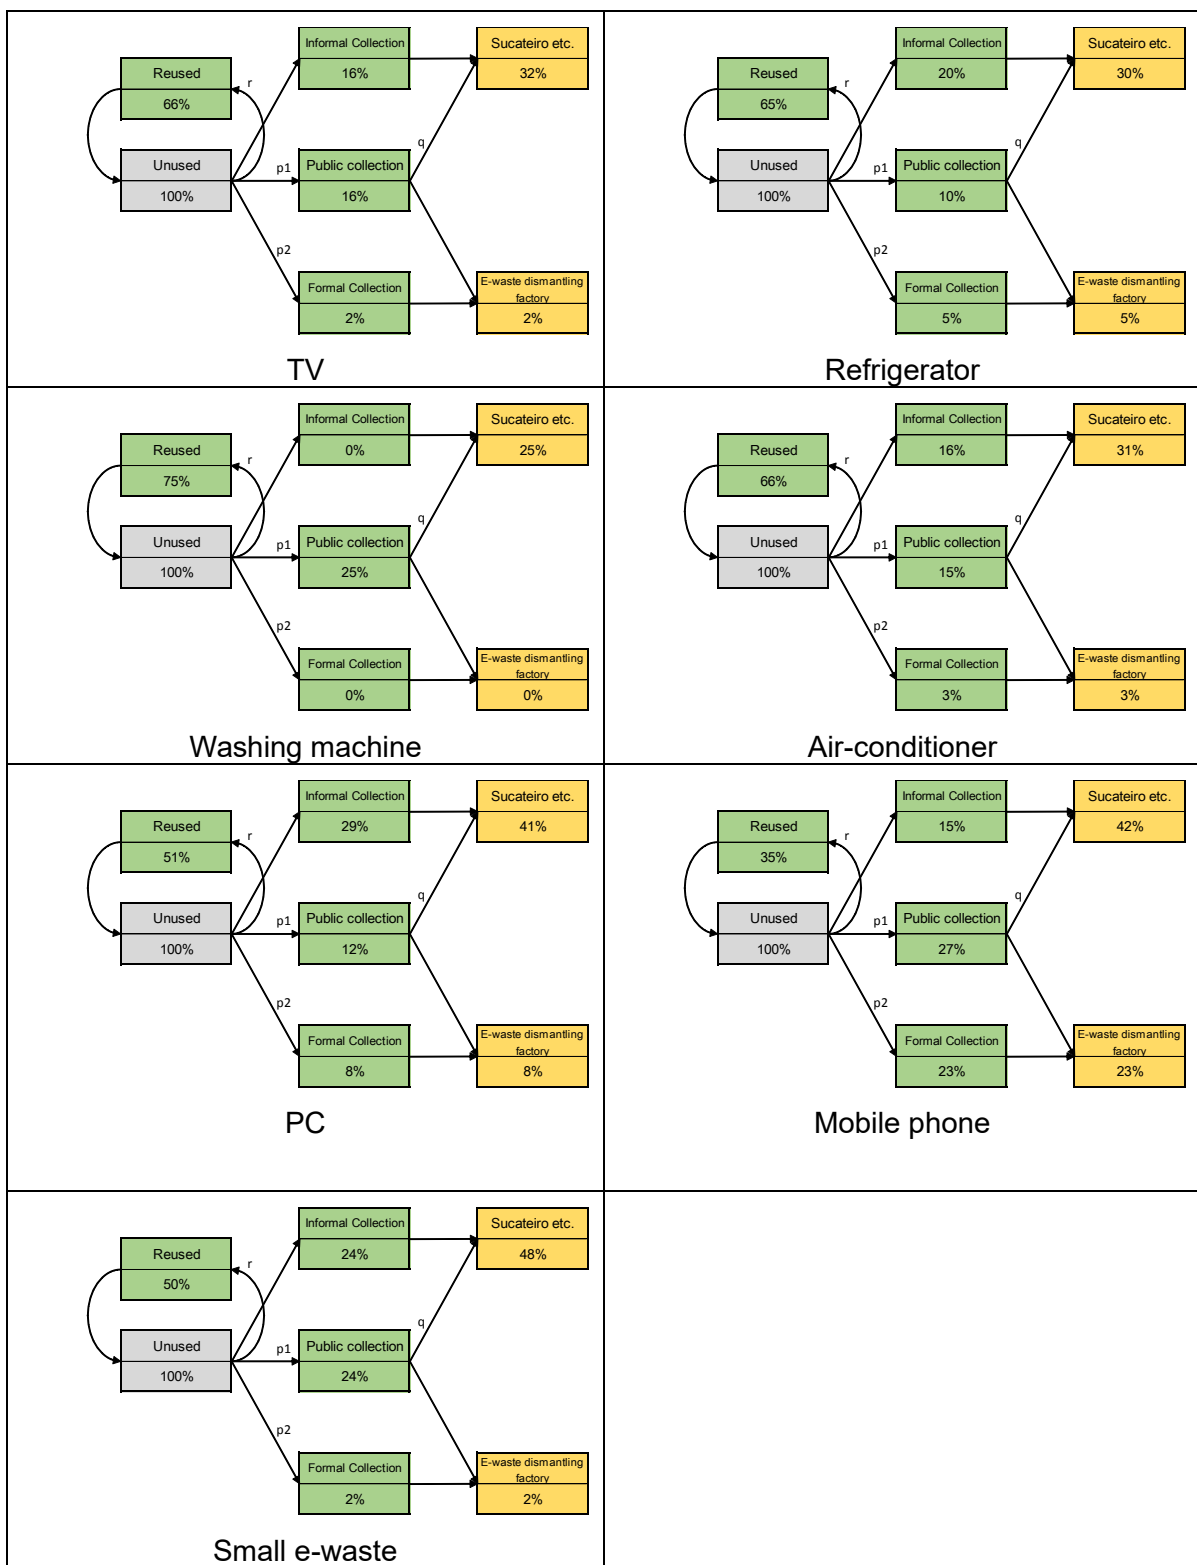 Informal Collection
16%
Sucateiro etc.
32%
Reused
66%
r
Unused
100%
p1
Public collection
16%
q
p2
Formal Collection
2%
E-waste dismantling
factory
2%
TV
Informal Collection
20%
Sucateiro etc.
30%
Reused
65%
r
Unused
100%
p1
Public collection
10%
q
p2
Formal Collection
5%
E-waste dismantling
factory
5%
Refrigerator
Informal Collection
0%
Sucateiro etc.
25%
Reused
75%
r
Unused
100%
p1
Public collection
25%
q
p2
Formal Collection
0%
E-waste dismantling
factory
0%
Washing machine
Informal Collection
16%
Sucateiro etc.
31%
Reused
66%
r
Unused
100%
p1
Public collection
15%
q
p2
Formal Collection
3%
E-waste dismantling
factory
3%
Air-conditioner
Informal Collection
29%
Sucateiro etc.
41%
Reused
51%
r
Unused
100%
p1
Public collection
12%
q
p2
Formal Collection
8%
E-waste dismantling
factory
8%
PC
Informal Collection
15%
Sucateiro etc.
42%
Reused
35%
r
Unused
100%
p1
Public collection
27%
q
p2
Formal Collection
23%
E-waste dismantling
factory
23%
Mobile phone
Informal Collection
24%
Sucateiro etc.
48%
Reused
50%
r
Unused
100%
p1
Public collection
24%
q
p2
Formal Collection
2%
E-waste dismantling
factory
2%
Small e-waste